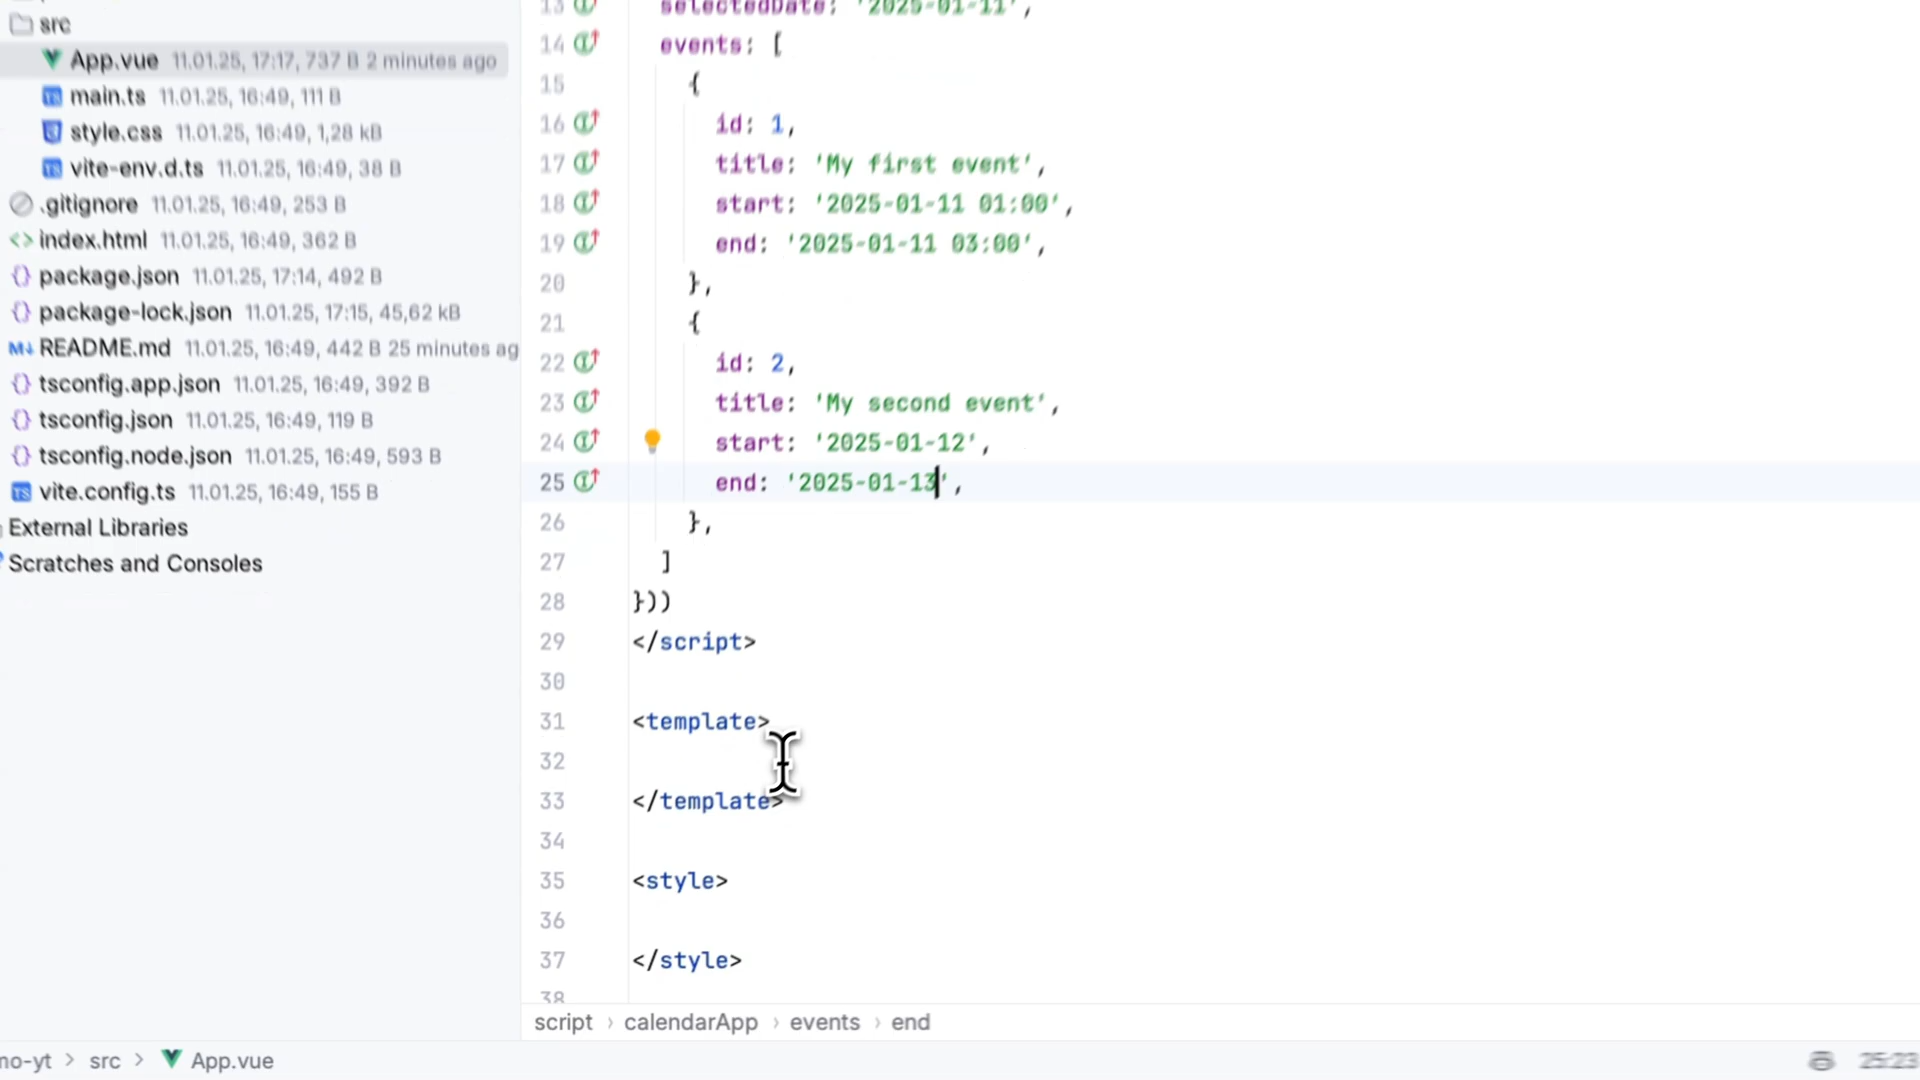 src
App.vue 11.01.25, 17:17, 737 B 2 minutes ago
main.ts 11.01.25, 16:49, 111 B
style.css 11.01.25, 16:49, 1,28 kB
vite-env.d.ts 11.01.25, 16:49, 38 B
.gitignore 11.01.25, 16:49, 253 B
index.html 11.01.25, 16:49, 362 B
package.json 11.01.25, 17:14, 492 B
package-lock.json 11.01.25, 17:15, 45,62 kB
README.md 11.01.25, 16:49, 442 B 25 minutes ag
tsconfig.app.json 11.01.25, 16:49, 392 B
tsconfig.json 11.01.25, 16:49, 119 B
tsconfig.node.json 11.01.25, 16:49, 593 B
vite.config.ts 11.01.25, 16:49, 155 B
External Libraries
Scratches and Consoles
13 selectedDate: '2025-01-11',
14 events: [
15 {
16 id: 1,
17 title: 'My first event',
18 start: '2025-01-11 01:00',
19 end: '2025-01-11 03:00',
20 },
21 {
22 id: 2,
23 title: 'My second event',
24 start: '2025-01-12',
25 end: '2025-01-13',
26 },
27 ]
28 }))
29 </script>
30
31 <template>
32
33 </template>
34
35 <style>
36
37 </style>
38
script › calendarApp › events › end
no-yt > src > App.vue
25:23